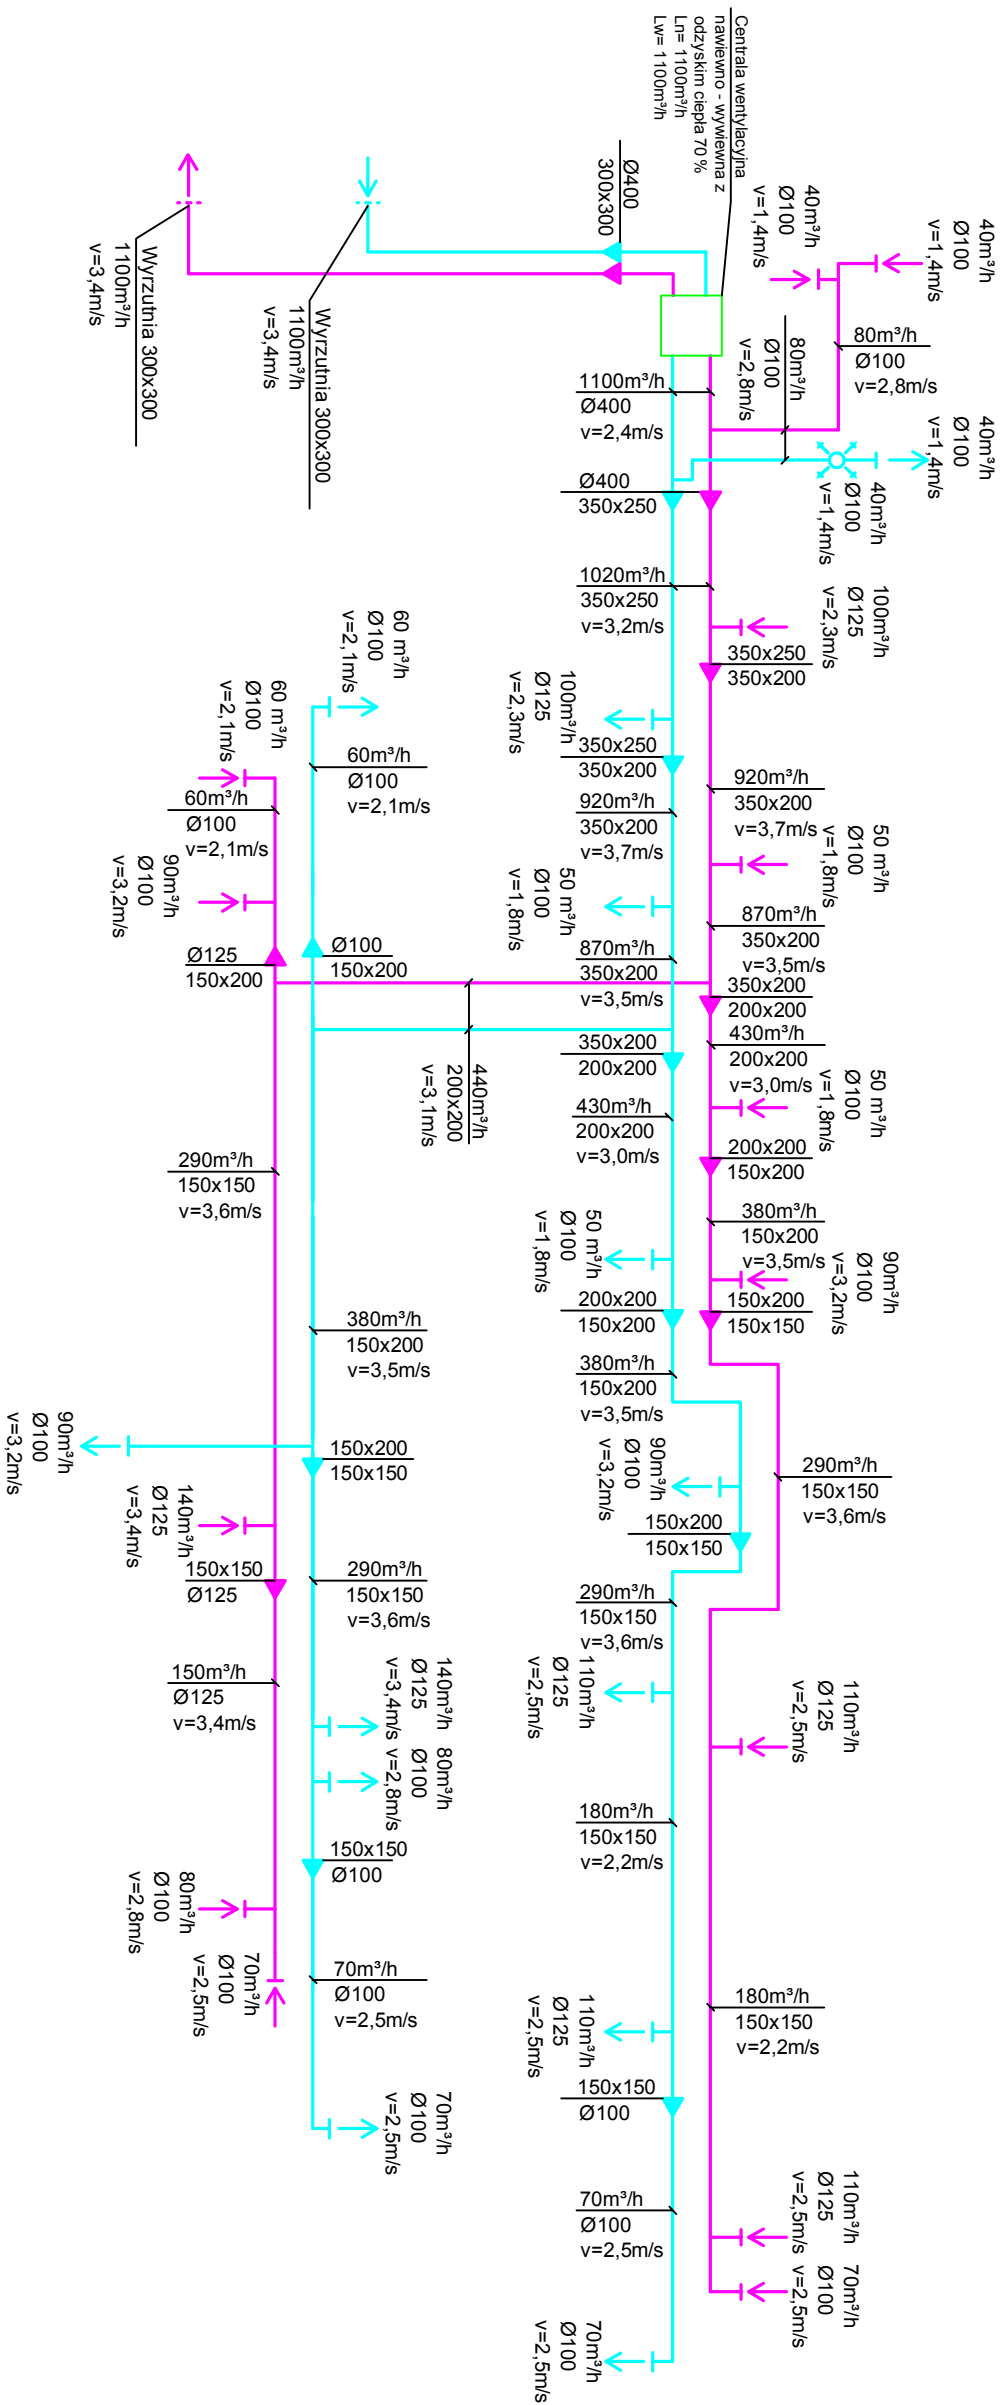 Centrala wentylacyjna
nawiewno - wywiewna z
odzyskim ciepła 70 %
Ln= 1100m³/h
Lw= 1100m³/h
40m³/h
Ø100
v=1,4m/s
40m³/h
Ø100
v=1,4m/s
80m³/h
Ø100
v=2,8m/s
80m³/h
Ø100
v=2,8m/s
40m³/h
Ø100
v=1,4m/s
40m³/h
Ø100
v=1,4m/s
Ø400
300x300
Wyrzutnia 300x300
1100m³/h
v=3,4m/s
Wyrzutnia 300x300
1100m³/h
v=3,4m/s
1100m³/h
Ø400
v=2,4m/s
Ø400
350x250
1020m³/h
350x250
v=3,2m/s
100m³/h
Ø125
v=2,3m/s
350x250
350x200
100m³/h
Ø125
v=2,3m/s
350x250
350x200
920m³/h
350x200
v=3,7m/s
920m³/h
350x200
v=3,7m/s
50 m³/h
Ø100
v=1,8m/s
50 m³/h
Ø100
v=1,8m/s
870m³/h
350x200
v=3,5m/s
870m³/h
350x200
v=3,5m/s
350x200
200x200
350x200
200x200
430m³/h
200x200
v=3,0m/s
430m³/h
200x200
v=3,0m/s
50 m³/h
Ø100
v=1,8m/s
200x200
150x200
380m³/h
150x200
v=3,5m/s
90m³/h
Ø100
v=3,2m/s
150x200
150x150
50 m³/h
Ø100
v=1,8m/s
200x200
150x200
380m³/h
150x200
v=3,5m/s
90m³/h
Ø100
v=3,2m/s
150x200
150x150
290m³/h
150x150
v=3,6m/s
290m³/h
150x150
v=3,6m/s
110m³/h
Ø125
v=2,5m/s
110m³/h
Ø125
v=2,5m/s
180m³/h
150x150
v=2,2m/s
180m³/h
150x150
v=2,2m/s
110m³/h
Ø125
v=2,5m/s
150x150
Ø100
70m³/h
Ø100
v=2,5m/s
110m³/h
Ø125
v=2,5m/s
70m³/h
Ø100
v=2,5m/s
70m³/h
Ø100
v=2,5m/s
60 m³/h
Ø100
v=2,1m/s
60 m³/h
Ø100
v=2,1m/s
60m³/h
Ø100
v=2,1m/s
60m³/h
Ø100
v=2,1m/s
90m³/h
Ø100
v=3,2m/s
Ø125
150x200
Ø100
150x200
440m³/h
200x200
v=3,1m/s
290m³/h
150x150
v=3,6m/s
380m³/h
150x200
v=3,5m/s
90m³/h
Ø100
v=3,2m/s
150x200
150x150
140m³/h
Ø125
v=3,4m/s
150x150
Ø125
290m³/h
150x150
v=3,6m/s
150m³/h
Ø125
v=3,4m/s
140m³/h
Ø125
v=3,4m/s
80m³/h
Ø100
v=2,8m/s
150x150
Ø100
80m³/h
Ø100
v=2,8m/s
70m³/h
Ø100
v=2,5m/s
70m³/h
Ø100
v=2,5m/s
70m³/h
Ø100
v=2,5m/s